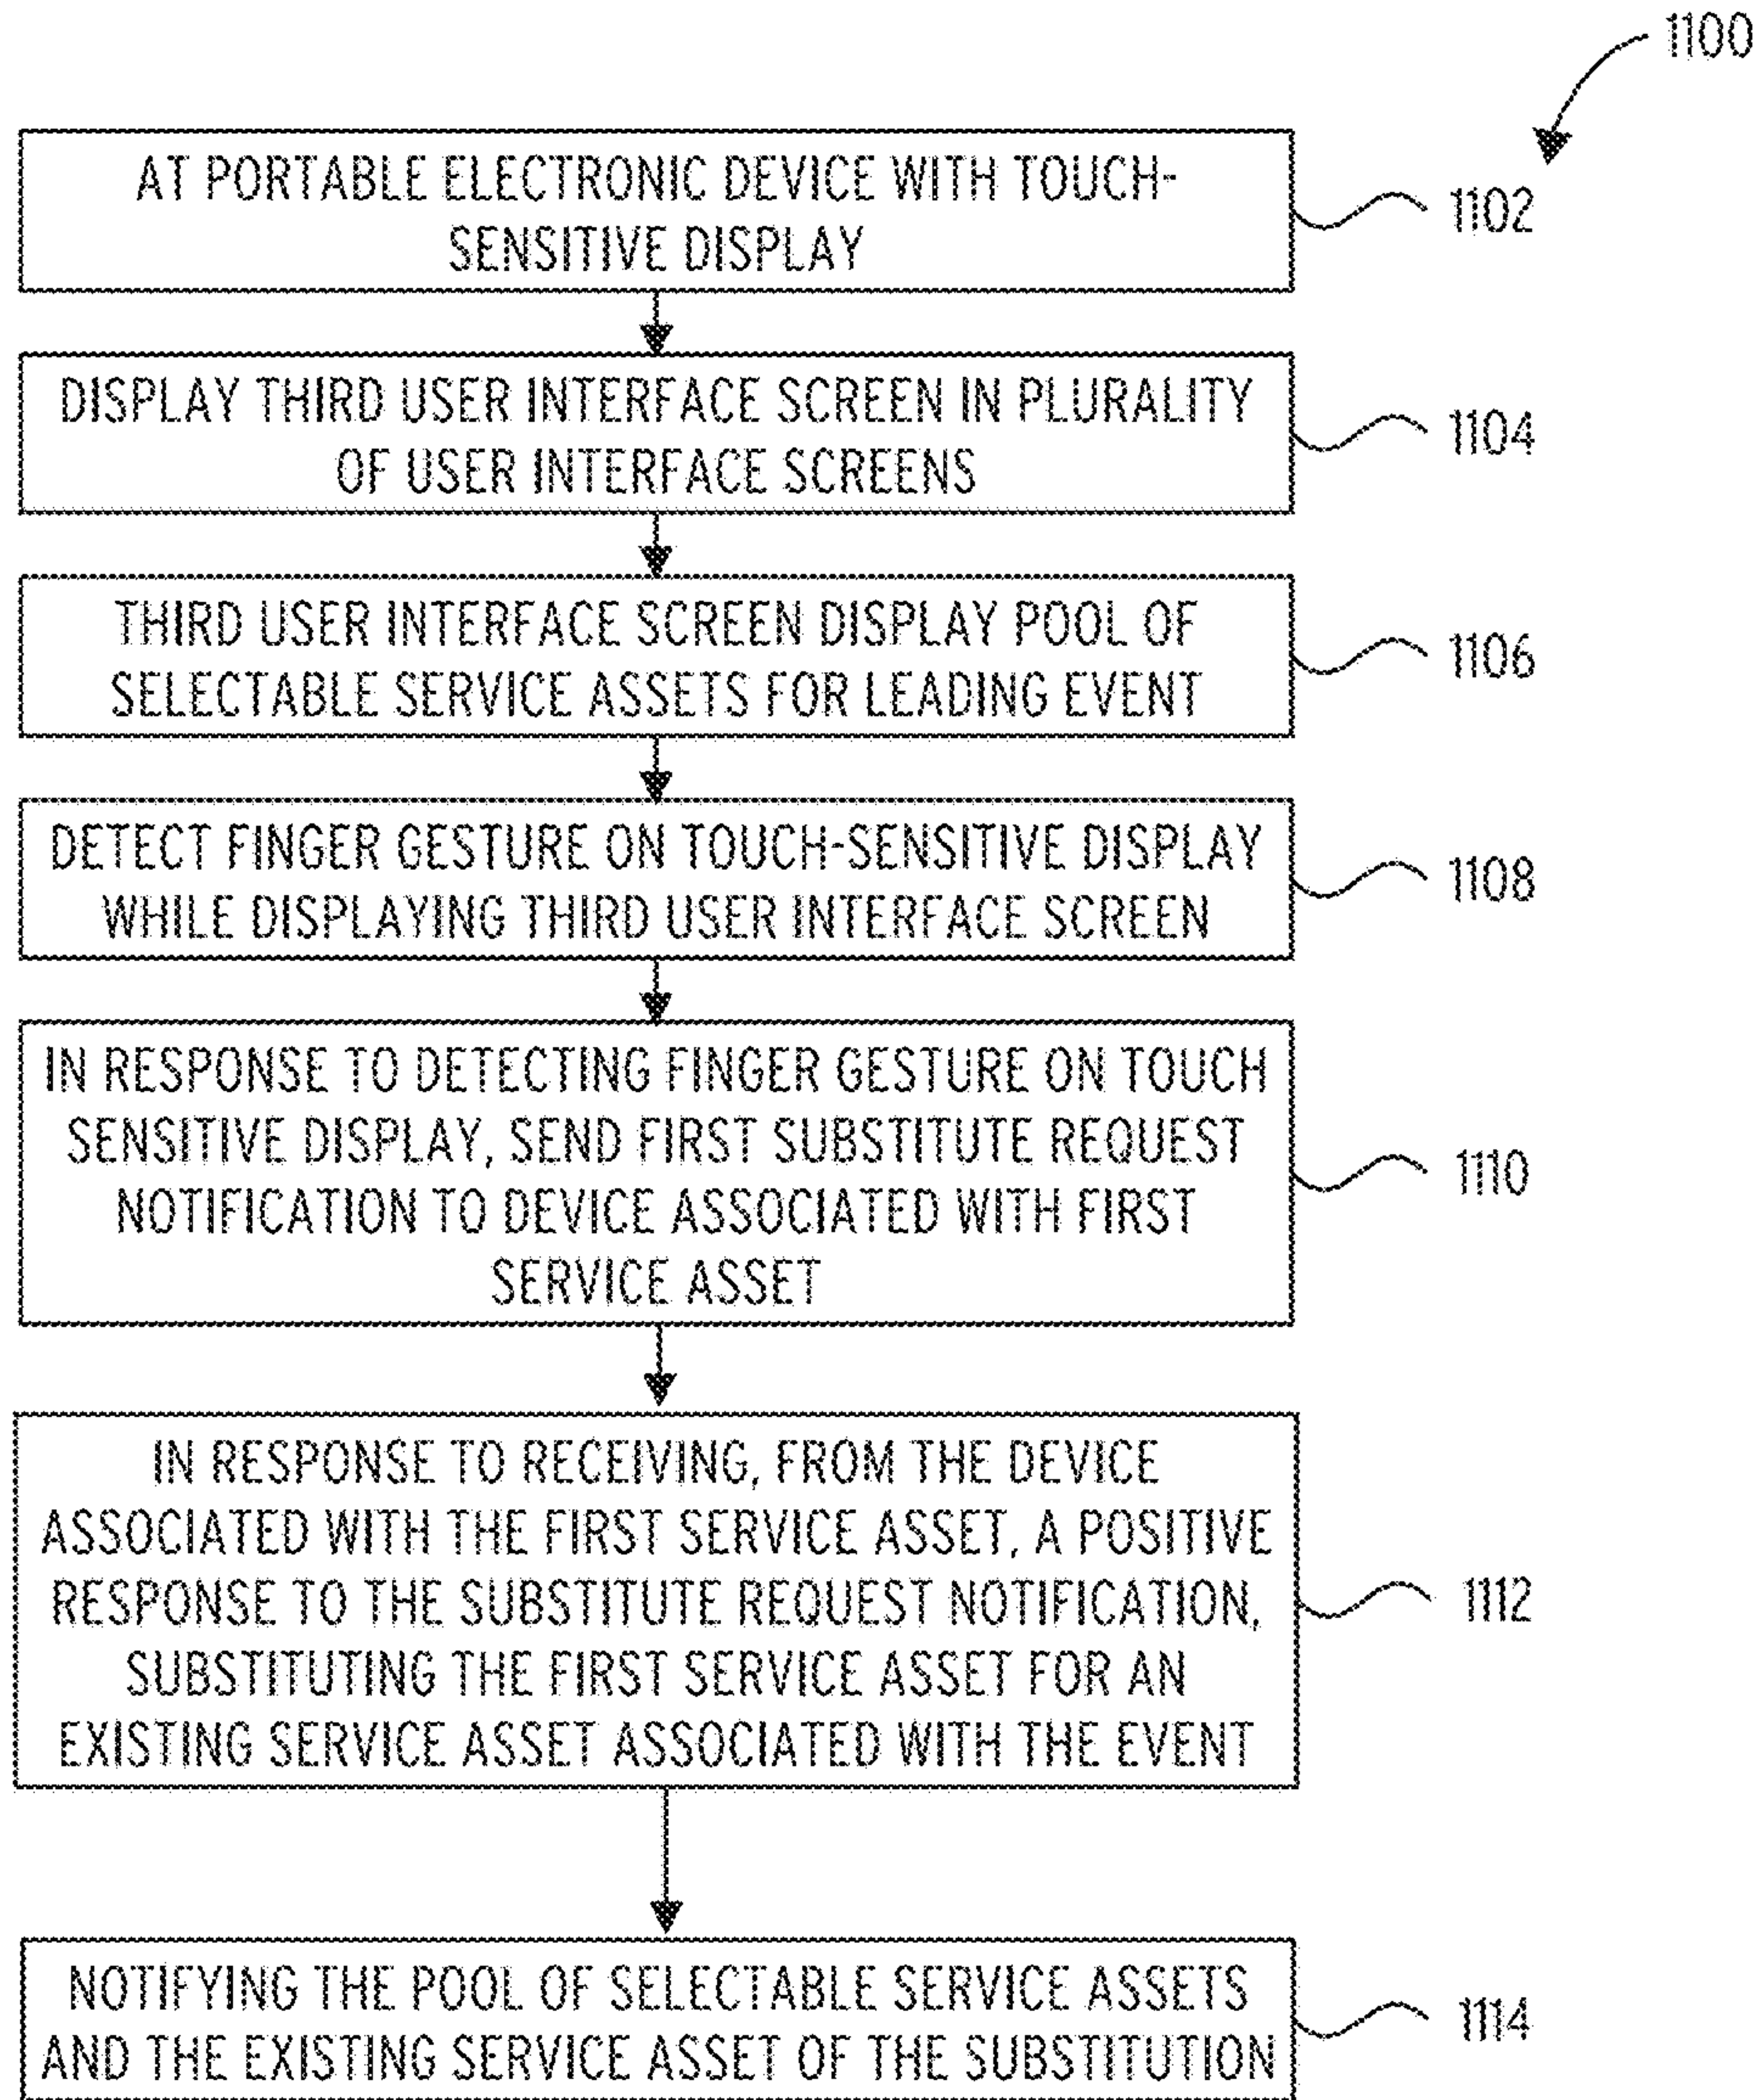 1100
AT PORTABLE ELECTRONIC DEVICE WITH TOUCH-
SENSITIVE DISPLAY
1102
DISPLAY THIRD USER INTERFACE SCREEN IN PLURALITY
OF USER INTERFACE SCREENS
1104
THIRD USER INTERFACE SCREEN DISPLAY POOL OF
SELECTABLE SERVICE ASSETS FOR LEADING EVENT
1106
DETECT FINGER GESTURE ON TOUCH-SENSITIVE DISPLAY
WHILE DISPLAYING THIRD USER INTERFACE SCREEN
1108
IN RESPONSE TO DETECTING FINGER GESTURE ON TOUCH
SENSITIVE DISPLAY, SEND FIRST SUBSTITUTE REQUEST
NOTIFICATION TO DEVICE ASSOCIATED WITH FIRST
SERVICE ASSET
1110
IN RESPONSE TO RECEIVING, FROM THE DEVICE
ASSOCIATED WITH THE FIRST SERVICE ASSET, A POSITIVE
RESPONSE TO THE SUBSTITUTE REQUEST NOTIFICATION,
SUBSTITUTING THE FIRST SERVICE ASSET FOR AN
EXISTING SERVICE ASSET ASSOCIATED WITH THE EVENT
1112
NOTIFYING THE POOL OF SELECTABLE SERVICE ASSETS
AND THE EXISTING SERVICE ASSET OF THE SUBSTITUTION
1114